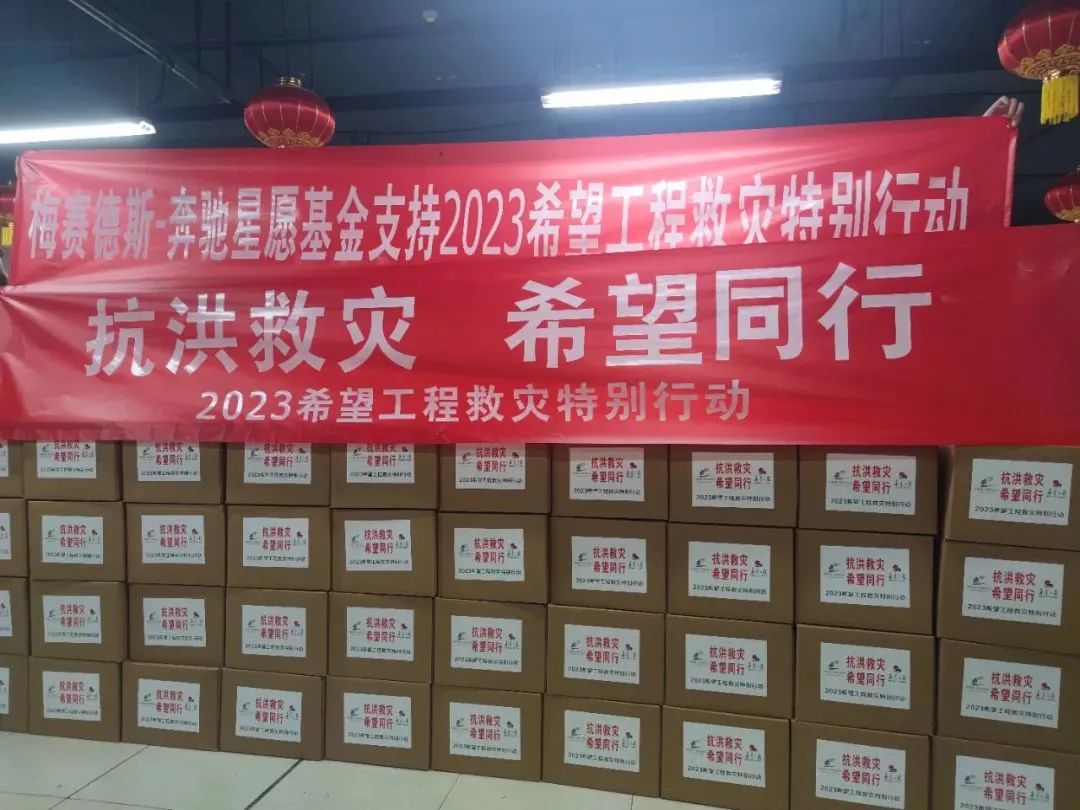 梅赛德斯-奔驰星愿基金支持2023希望工程救灾特别行动
抗洪救灾 希望同行
2023希望工程救灾特别行动
抗洪救灾
希望同行
2023希望工程救灾特别行动